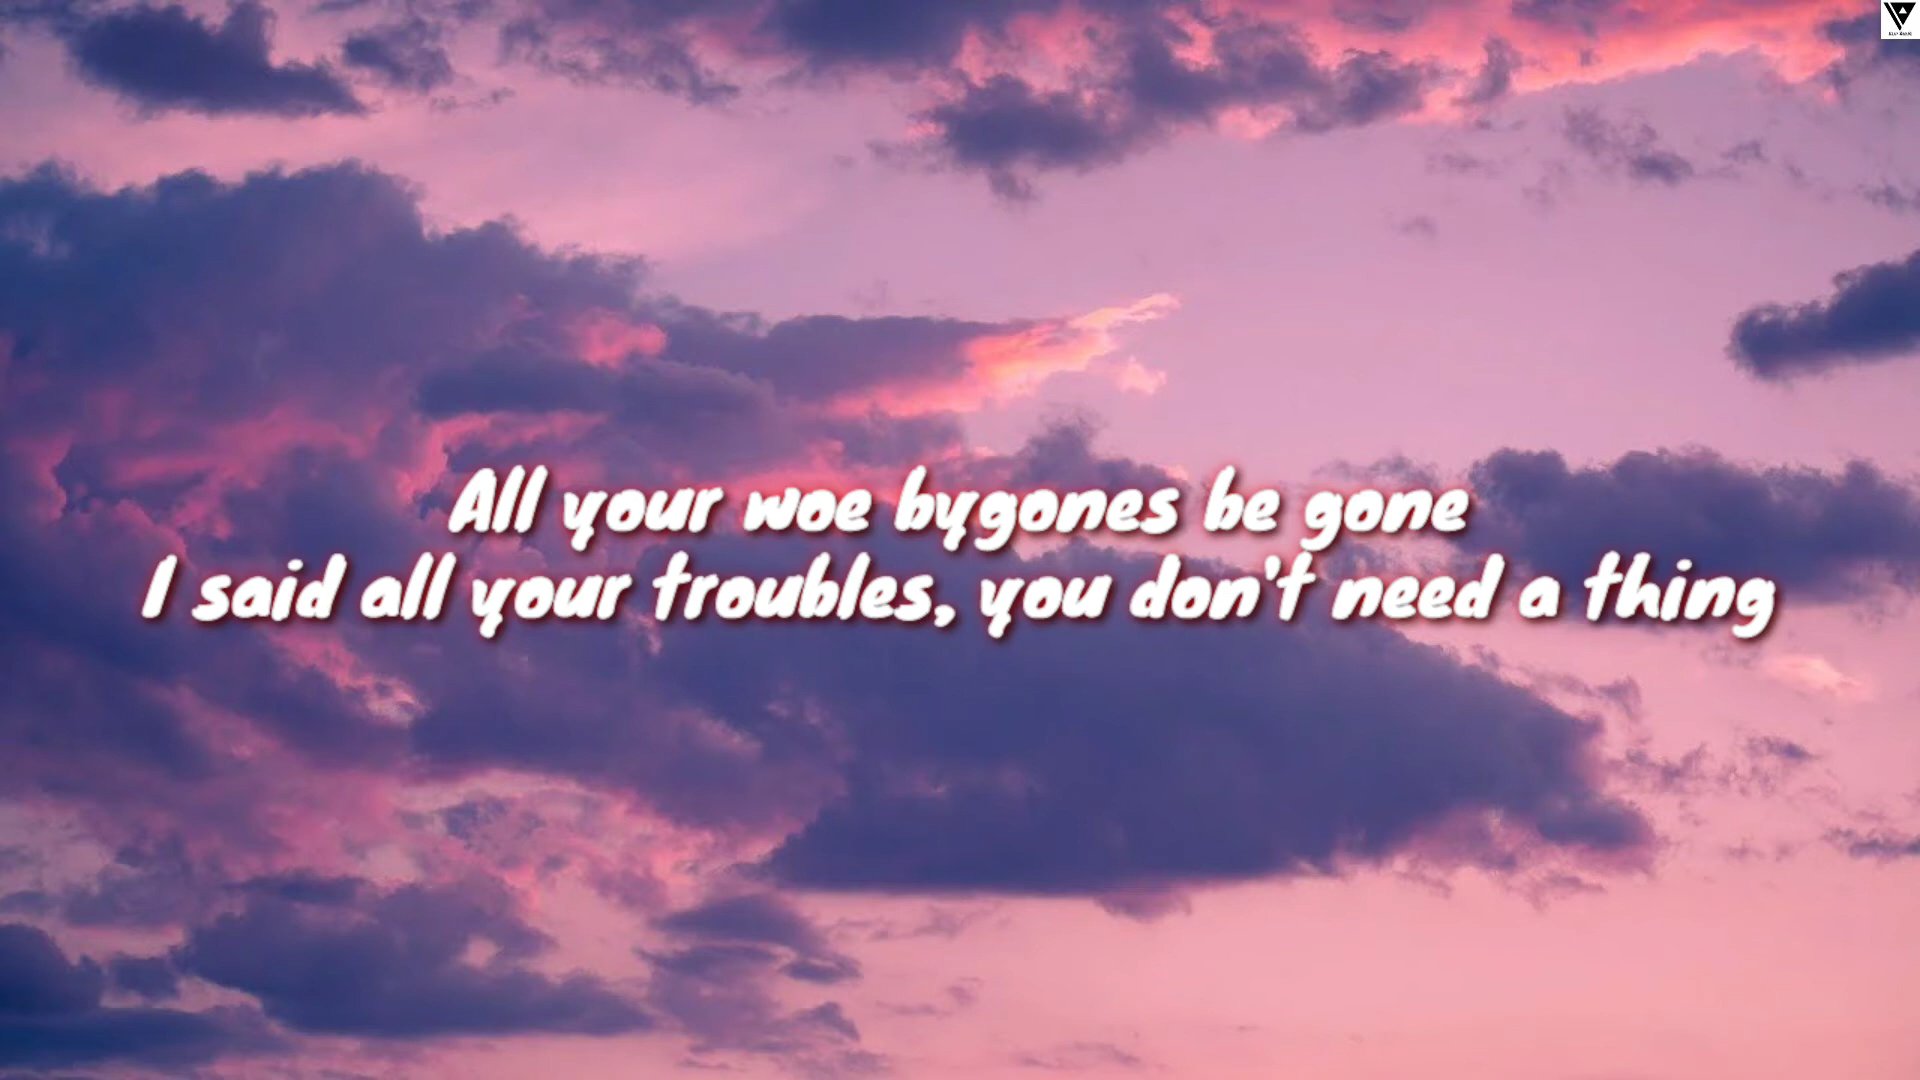 All your woe bygones be gone
I said all your troubles, you don't need a thing